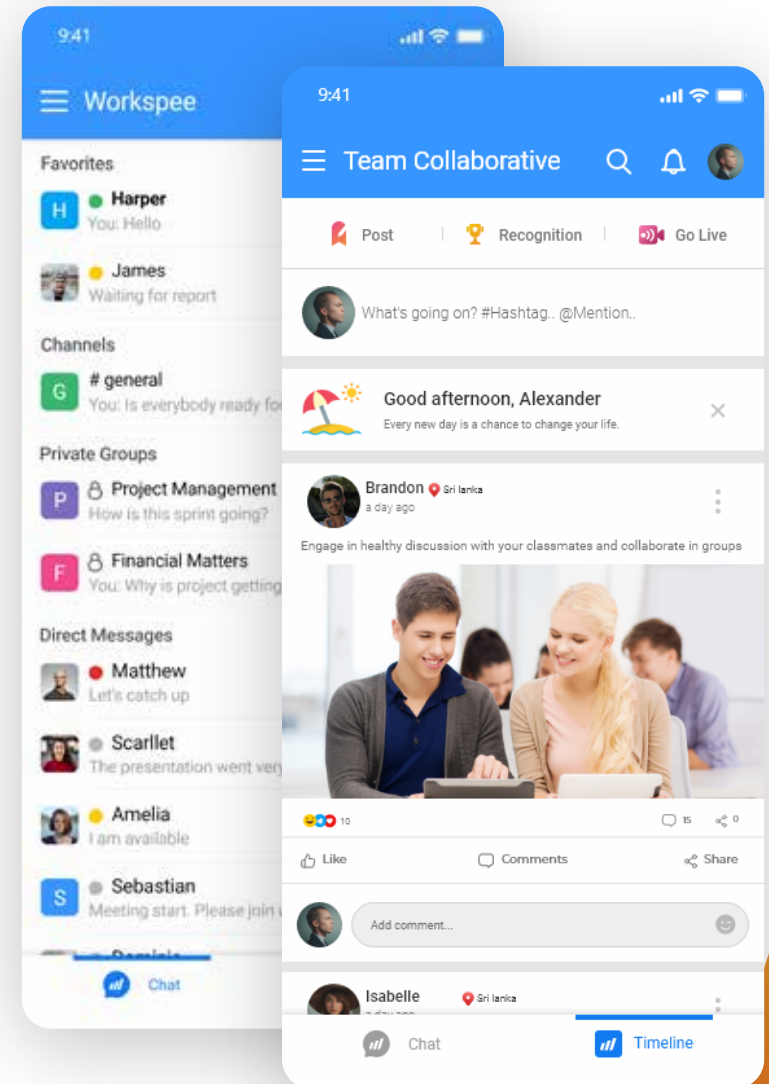 9:41
Workspee
Favorites
H
Harper
You: Hello
James
Waiting for report
Channels
G
# general
You: Is everybody ready for
Private Groups
P
Project Management
How is this sprint going?
F
Financial Matters
You: Why is project getting
Direct Messages
Matthew
Let's catch up
Scarllet
The presentation went very
Amelia
I am available
S
Sebastian
Meeting start. Please join
Chat
9:41
Team Collaborative
Post
Recognition
Go Live
What's going on? #Hashtag.. @Mention..
Good afternoon, Alexander
Every new day is a chance to change your life.
Brandon Sri lanka
a day ago
Engage in healthy discussion with your classmates and collaborate in groups
10 15 0
Like Comments Share
Add comment...
Isabelle Sri lanka
a day ago
Chat Timeline